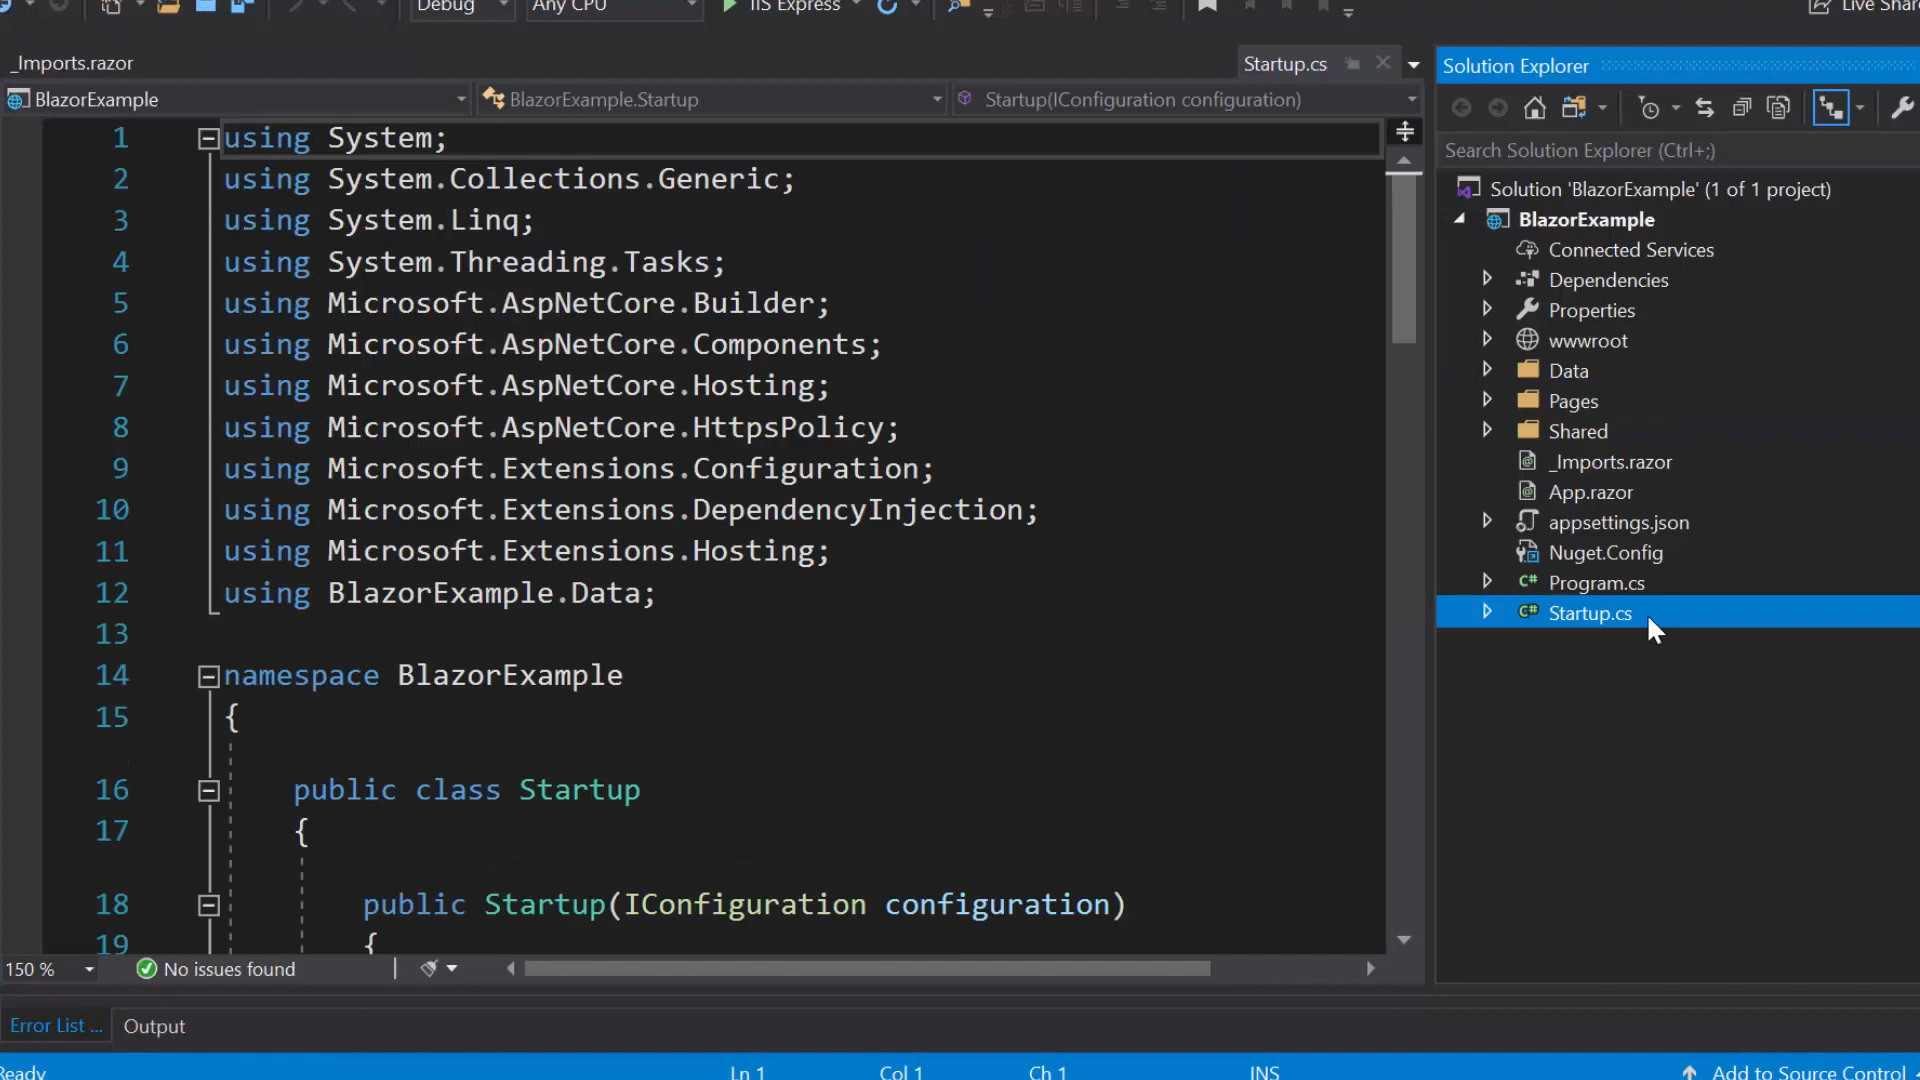 Debug
Any CPU
IIS Express
Live Share
_Imports.razor
Startup.cs
Solution Explorer
BlazorExample
BlazorExample.Startup
Startup(IConfiguration configuration)
Search Solution Explorer (Ctrl+;)
1 using System;
2 using System.Collections.Generic;
3 using System.Linq;
4 using System.Threading.Tasks;
5 using Microsoft.AspNetCore.Builder;
6 using Microsoft.AspNetCore.Components;
7 using Microsoft.AspNetCore.Hosting;
8 using Microsoft.AspNetCore.HttpsPolicy;
9 using Microsoft.Extensions.Configuration;
10 using Microsoft.Extensions.DependencyInjection;
11 using Microsoft.Extensions.Hosting;
12 using BlazorExample.Data;
13
14 namespace BlazorExample
15 {
16 public class Startup
17 {
18 public Startup(IConfiguration configuration)
19 {
Solution 'BlazorExample' (1 of 1 project)
BlazorExample
Connected Services
Dependencies
Properties
wwwroot
Data
Pages
Shared
_Imports.razor
App.razor
appsettings.json
Nuget.Config
C# Program.cs
C# Startup.cs
150 %
No issues found
Error List ...
Output
Ready
Ln 1
Col 1
Ch 1
INS
Add to Source Control